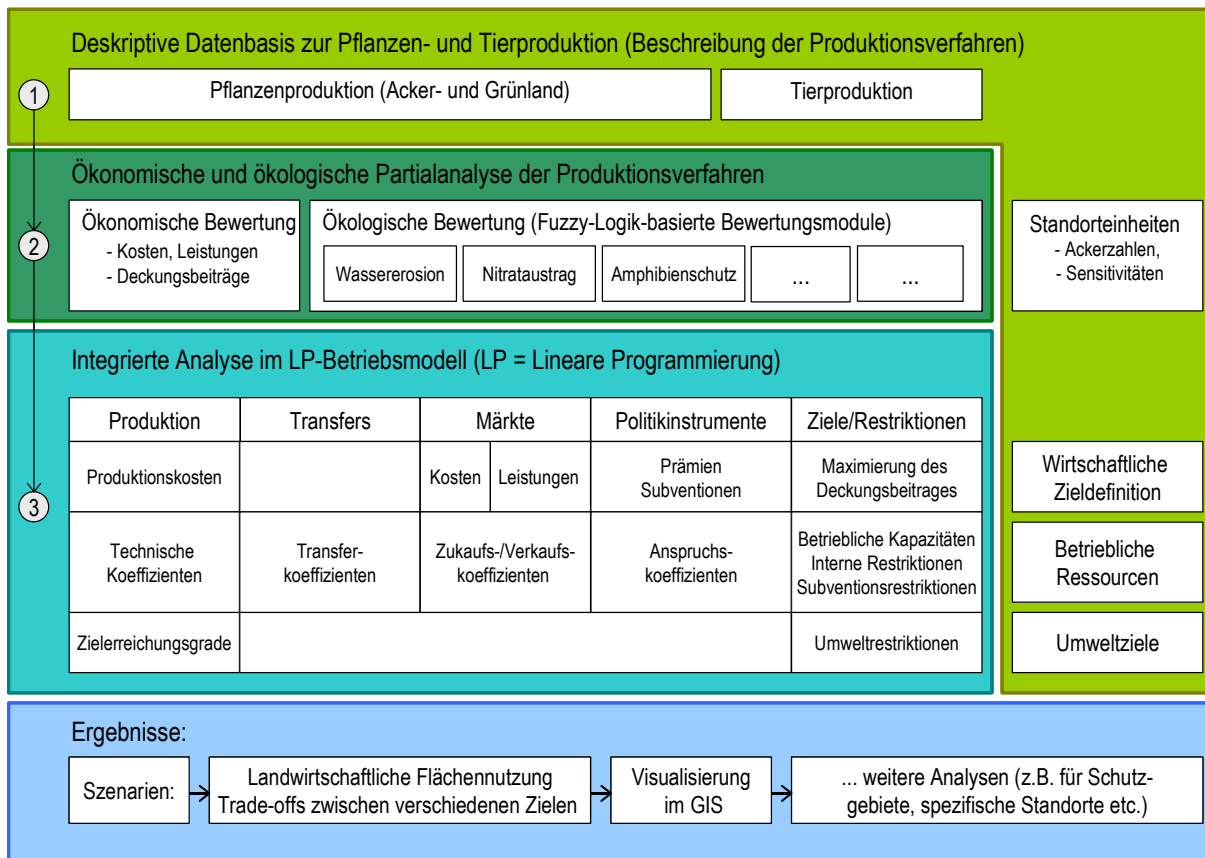 Deskriptive Datenbasis zur Pflanzen- und Tierproduktion (Beschreibung der Produktionsverfahren)
1
Pflanzenproduktion (Acker- und Grünland)
Tierproduktion
Ökonomische und ökologische Partialanalyse der Produktionsverfahren
2
Ökonomische Bewertung
- Kosten, Leistungen
- Deckungsbeiträge
Ökologische Bewertung (Fuzzy-Logik-basierte Bewertungsmodule)
Wassererosion
Nitrataustrag
Amphibienschutz
...
...
Standorteinheiten
- Ackerzahlen,
- Sensitivitäten
Integrierte Analyse im LP-Betriebsmodell (LP = Lineare Programmierung)
3
Produktion
Transfers
Märkte
Politikinstrumente
Ziele/Restriktionen
Produktionskosten
Kosten
Leistungen
Prämien
Subventionen
Maximierung des
Deckungsbeitrages
Wirtschaftliche
Zieldefinition
Technische
Koeffizienten
Transfer-
koeffizienten
Zukaufs-/Verkaufs-
koeffizienten
Anspruchs-
koeffizienten
Betriebliche Kapazitäten
Interne Restriktionen
Subventionsrestriktionen
Betriebliche
Ressourcen
Zielerreichungsgrade
Umweltrestriktionen
Umweltziele
Ergebnisse:
Szenarien:
Landwirtschaftliche Flächennutzung
Trade-offs zwischen verschiedenen Zielen
Visualisierung
im GIS
... weitere Analysen (z.B. für Schutz-
gebiete, spezifische Standorte etc.)